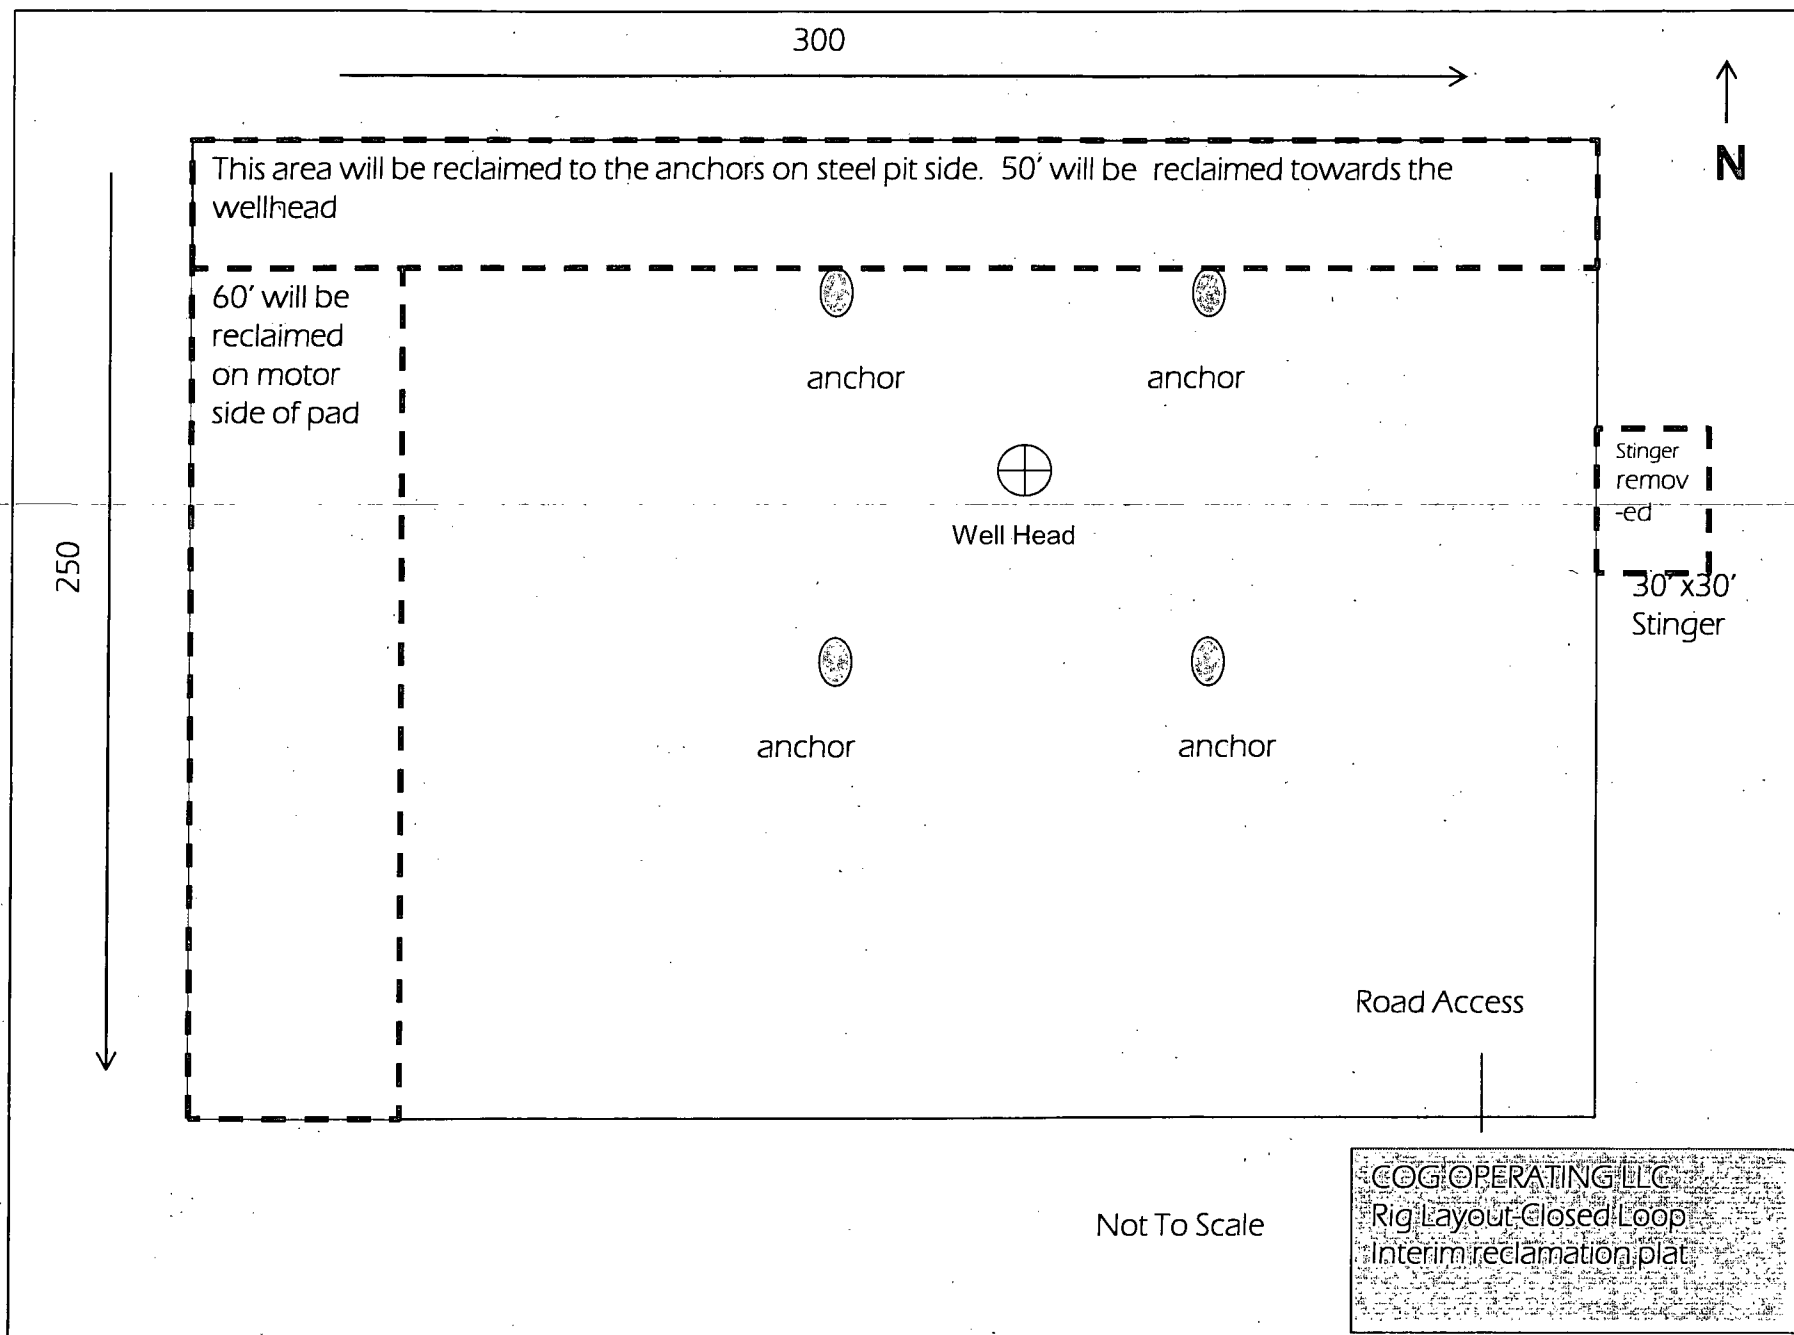 300
N
This area will be reclaimed to the anchors on steel pit side. 50' will be reclaimed towards the
wellhead
60' will be
reclaimed
on motor
side of pad
anchor
anchor
Stinger
remov
-ed
Well Head
250
30' x30'
Stinger
anchor
anchor
Road Access
Not To Scale
COG OPERATING LLC
Rig Layout-Closed Loop
Interim reclamation plat